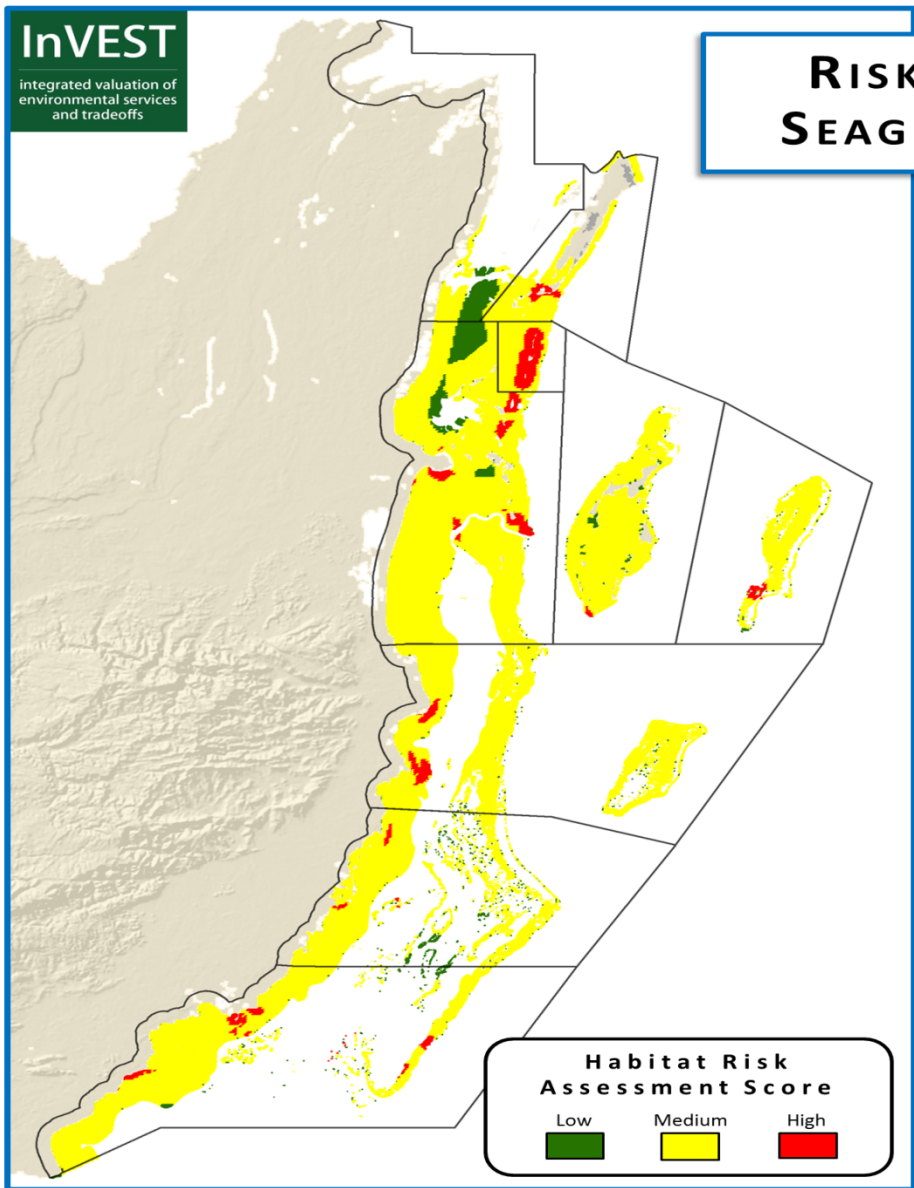 InVEST
integrated valuation of
environmental services
and tradeoffs
RISK
SEAG
Habitat Risk
Assessment Score
Low Medium High